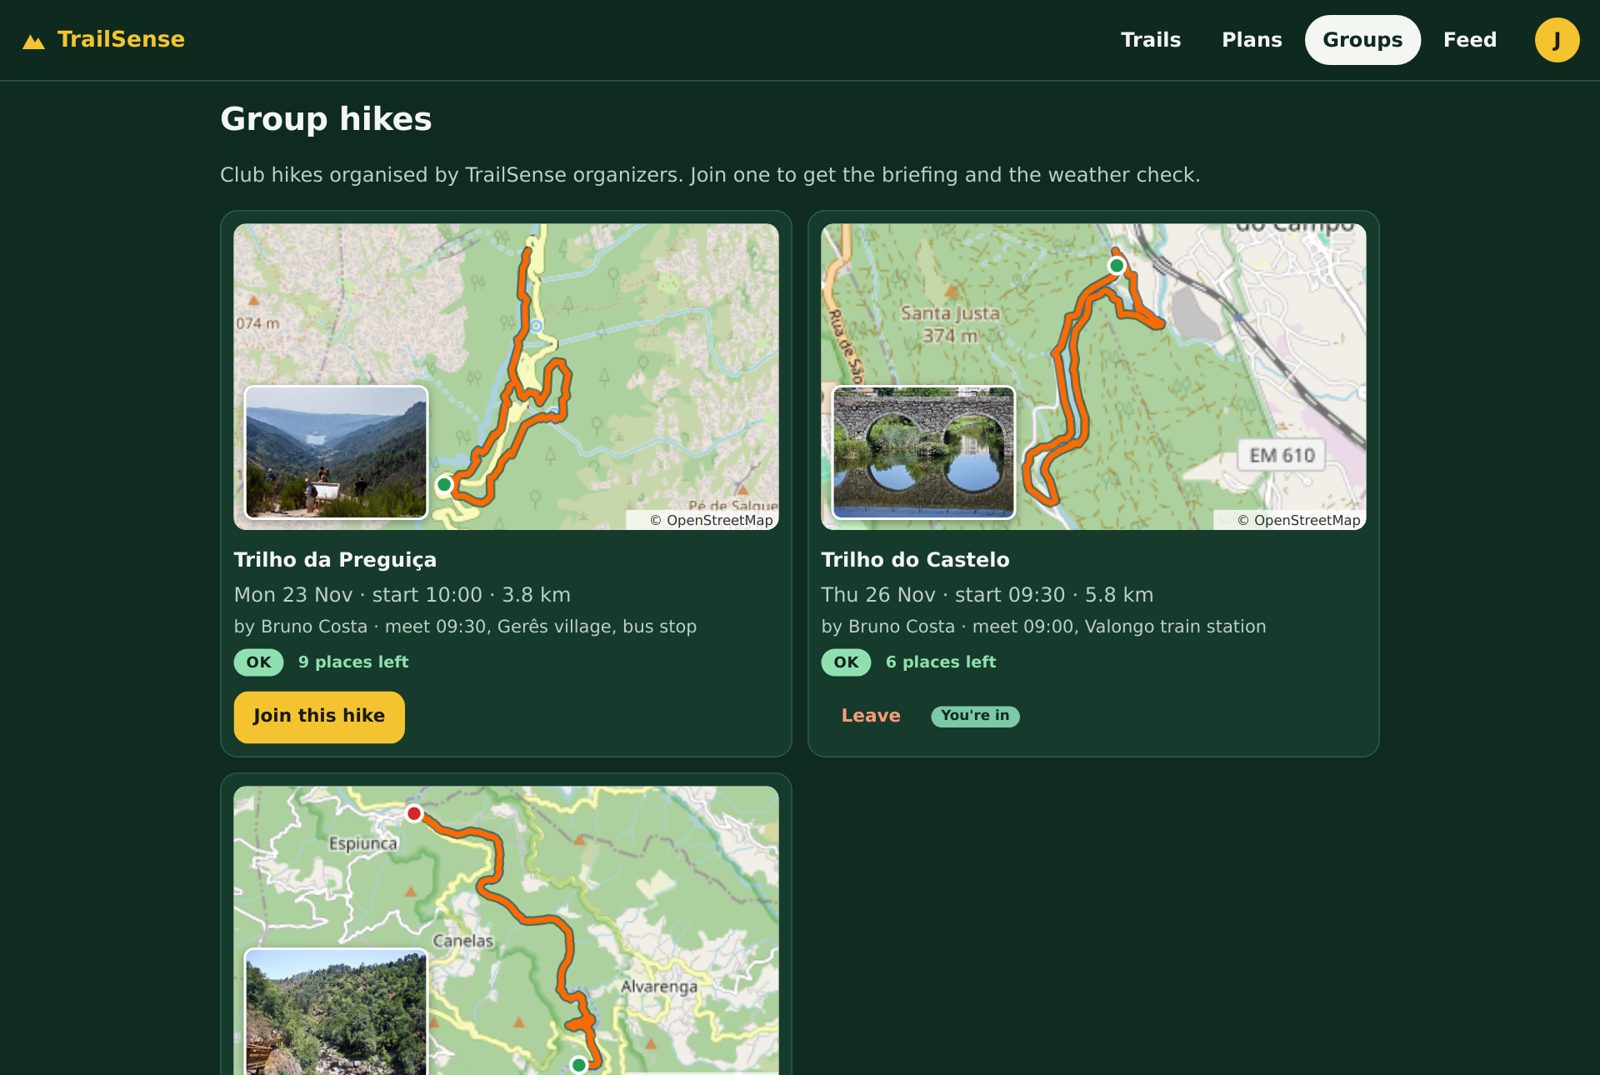 TrailSense
Trails
Plans
Groups
Feed
J
Group hikes
Club hikes organised by TrailSense organizers. Join one to get the briefing and the weather check.
074 m
Pé de Salgue
© OpenStreetMap
Trilho da Preguiça
Mon 23 Nov · start 10:00 · 3.8 km
by Bruno Costa · meet 09:30, Gerês village, bus stop
OK
9 places left
Join this hike
do Campo
Santa Justa
374 m
Rua de São
EM 610
© OpenStreetMap
Trilho do Castelo
Thu 26 Nov · start 09:30 · 5.8 km
by Bruno Costa · meet 09:00, Valongo train station
OK
6 places left
Leave
You're in
Espiunca
Canelas
Alvarenga